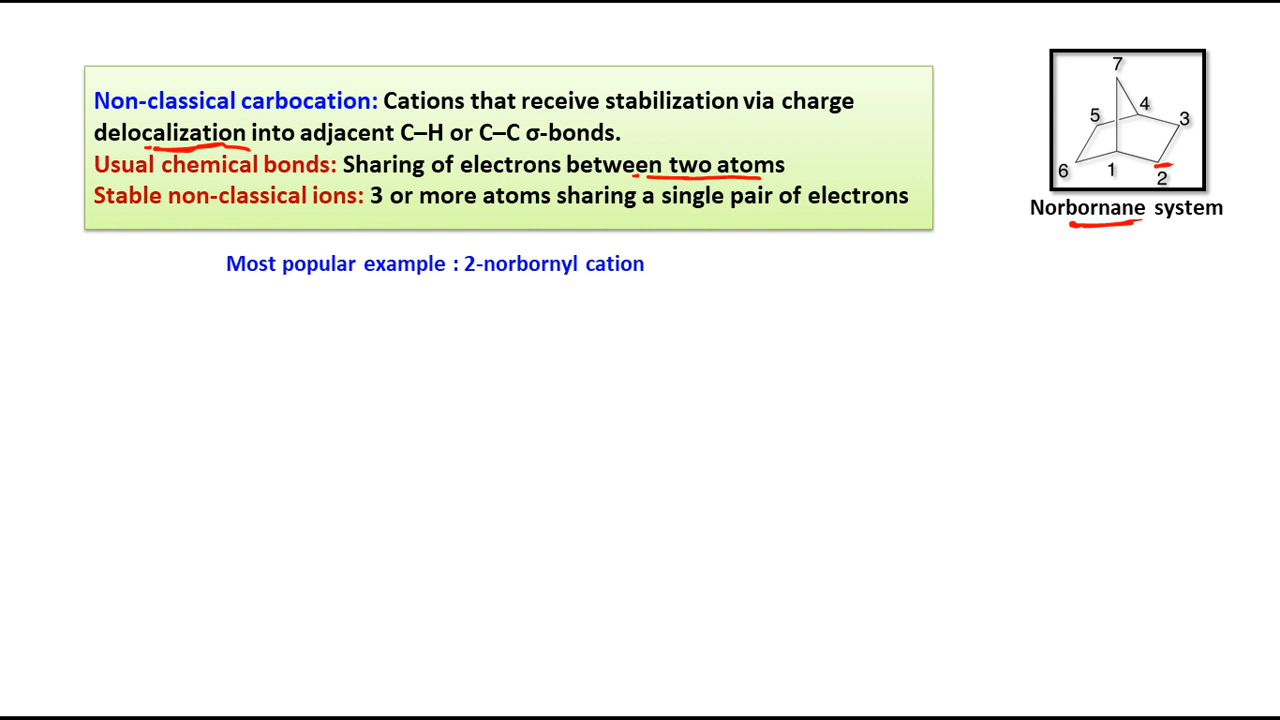 Non-classical carbocation: Cations that receive stabilization via charge
delocalization into adjacent C–H or C–C σ-bonds.
Usual chemical bonds: Sharing of electrons between two atoms
Stable non-classical ions: 3 or more atoms sharing a single pair of electrons
Most popular example : 2-norbornyl cation
7
4
5
3
6
1
2
Norbornane system